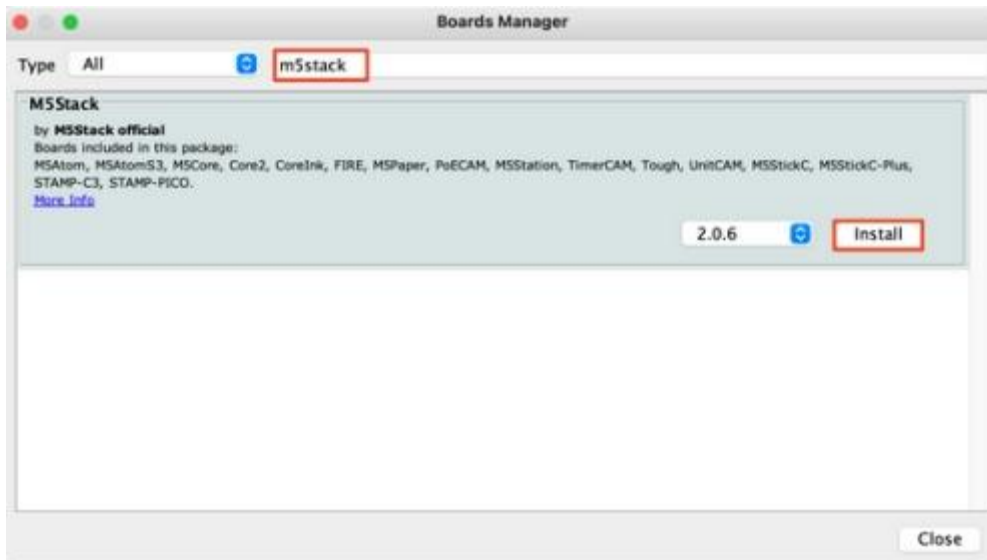 Boards Manager
Type All m5stack
M5Stack
by M5Stack official
Boards included in this package:
M5Atom, M5AtomS3, M5Core, Core2, CoreInk, FIRE, M5Paper, PoECAM, M5Station, TimerCAM, Tough, UnitCAM, M5StickC, M5StickC-Plus,
STAMP-C3, STAMP-PICO.
More Info
2.0.6 Install
Close